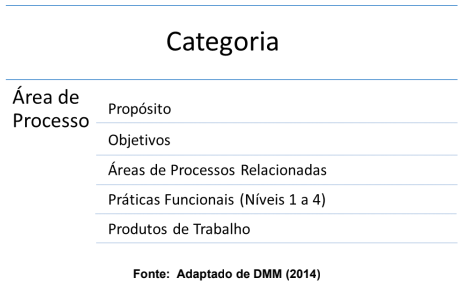 Categoria
Área de
Processo
Propósito
Objetivos
Áreas de Processos Relacionadas
Práticas Funcionais (Níveis 1 a 4)
Produtos de Trabalho
Fonte: Adaptado de DMM (2014)